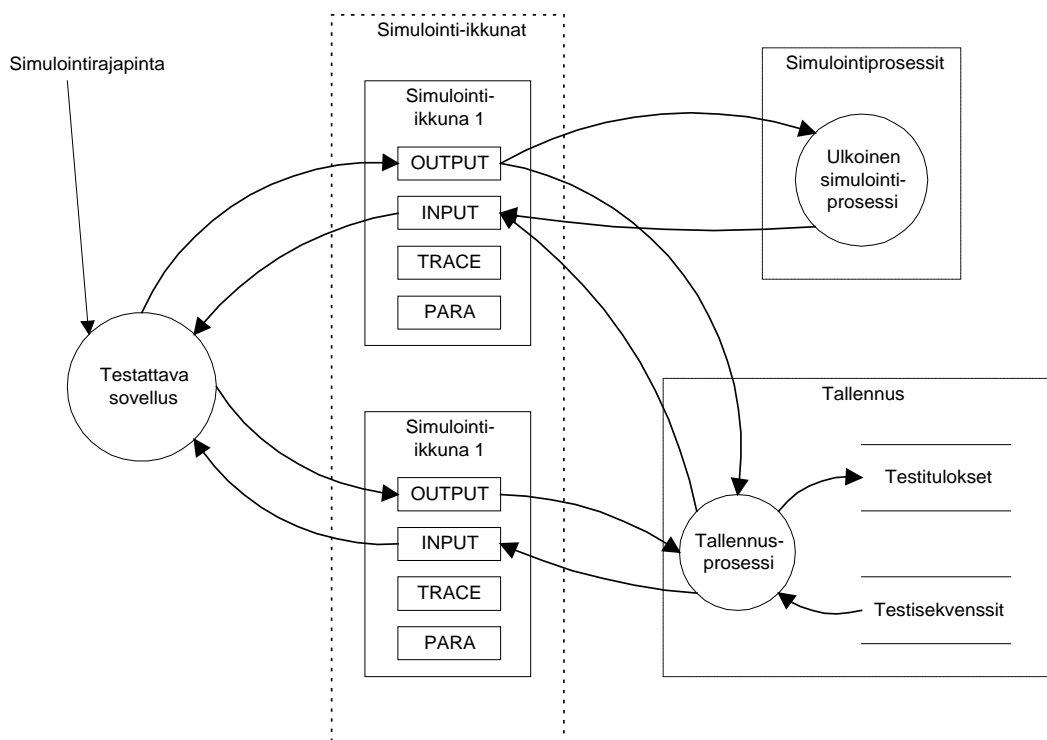 Simulointi-ikkunat
Simulointirajapinta
Simulointi-
ikkuna 1
OUTPUT
INPUT
TRACE
PARA
Simulointiprosessit
Ulkoinen
simulointi-
prosessi
Testattava
sovellus
Simulointi-
ikkuna 1
OUTPUT
INPUT
TRACE
PARA
Tallennus
Testitulokset
Tallennus-
prosessi
Testisekvenssit